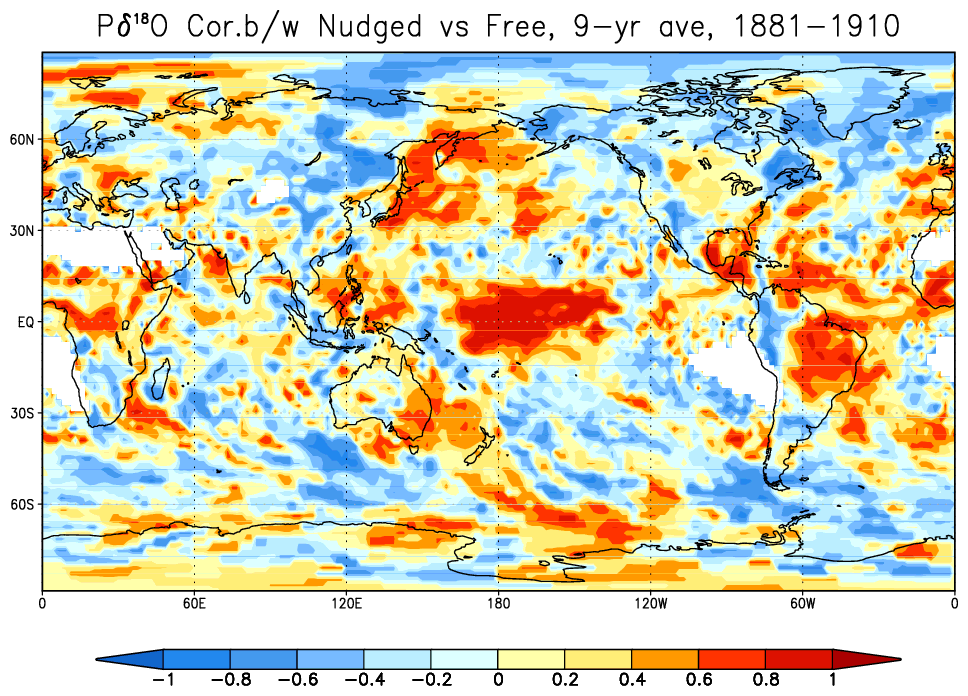 Pδ¹⁸O Cor.b/w Nudged vs Free, 9-yr ave, 1881-1910
60N
30N
EQ
30S
60S
0 60E 120E 180 120W 60W 0
-1 -0.8 -0.6 -0.4 -0.2 0 0.2 0.4 0.6 0.8 1